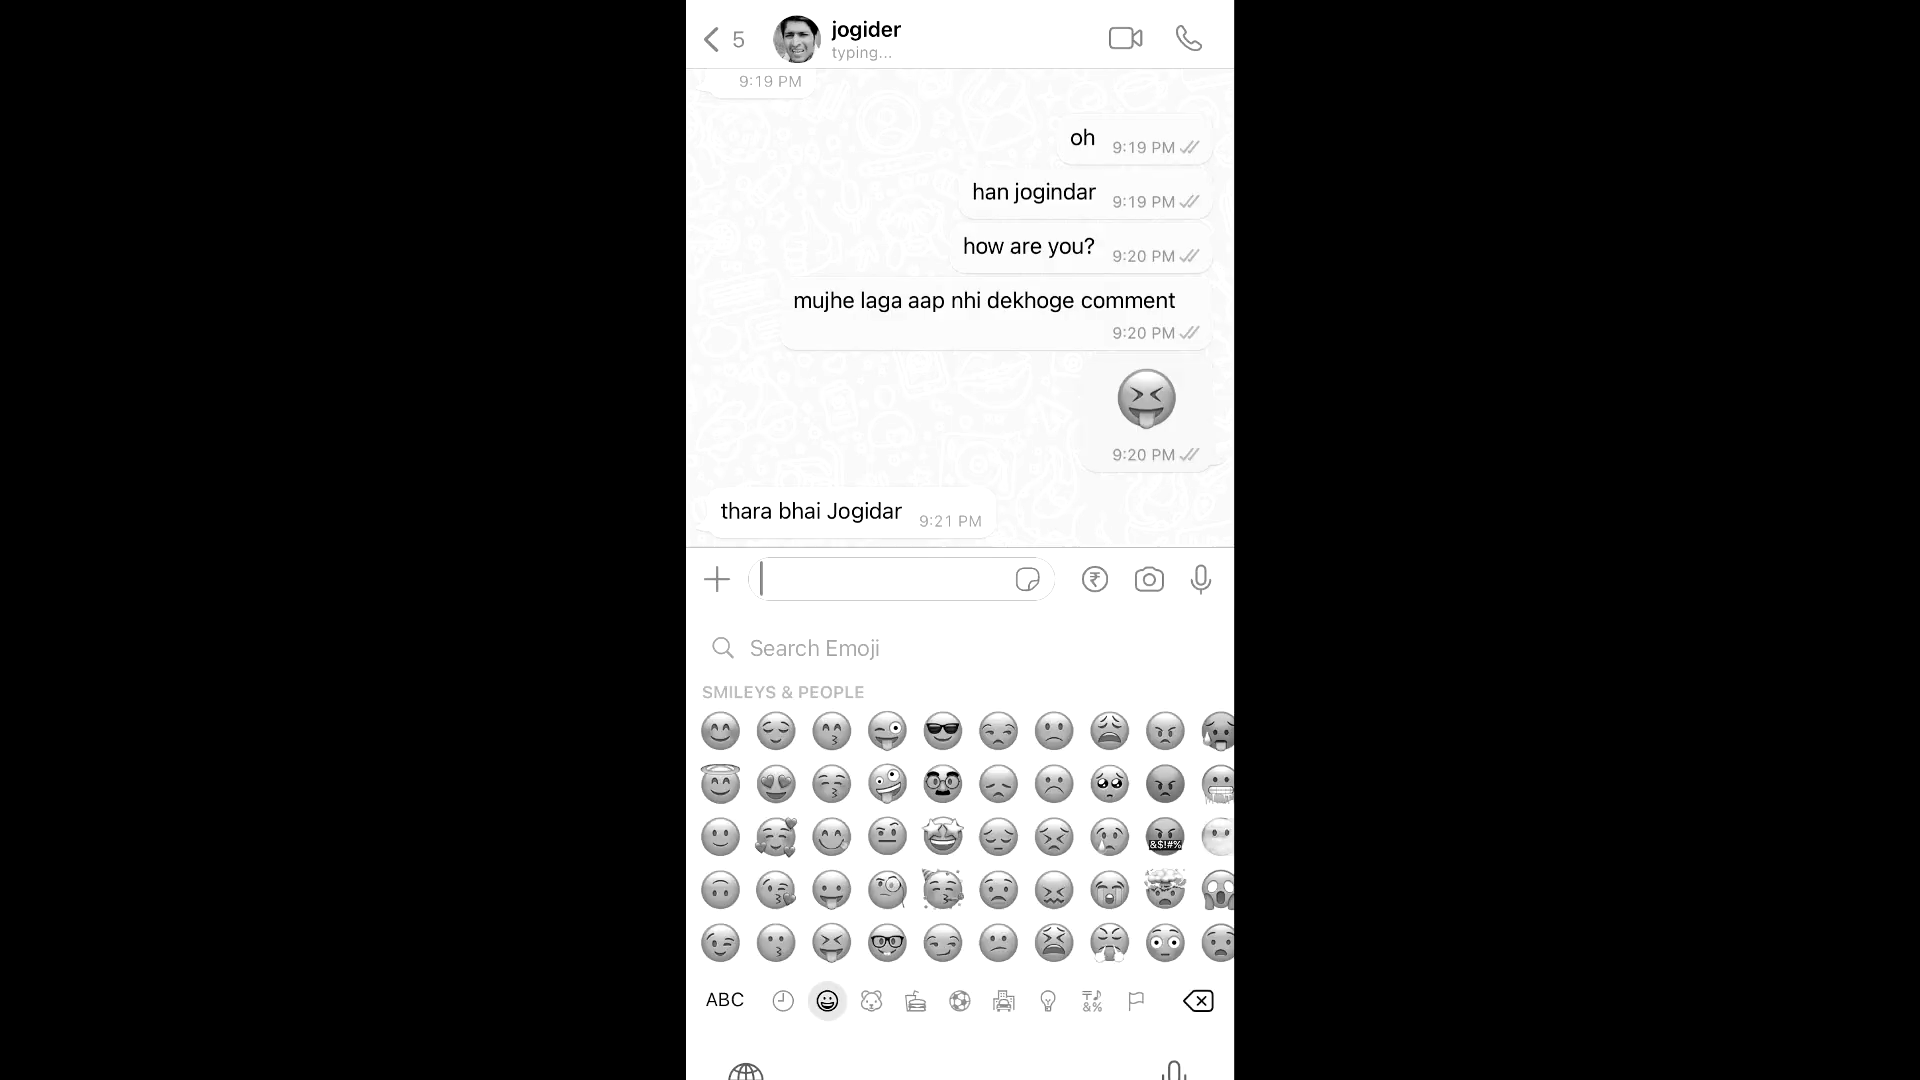 5
jogider
typing...
9:19 PM
oh 9:19 PM
han jogindar 9:19 PM
how are you? 9:20 PM
mujhe laga aap nhi dekhoge comment
9:20 PM
9:20 PM
thara bhai Jogidar 9:21 PM
₹
Search Emoji
SMILEYS & PEOPLE
&$!#%
ABC
&%